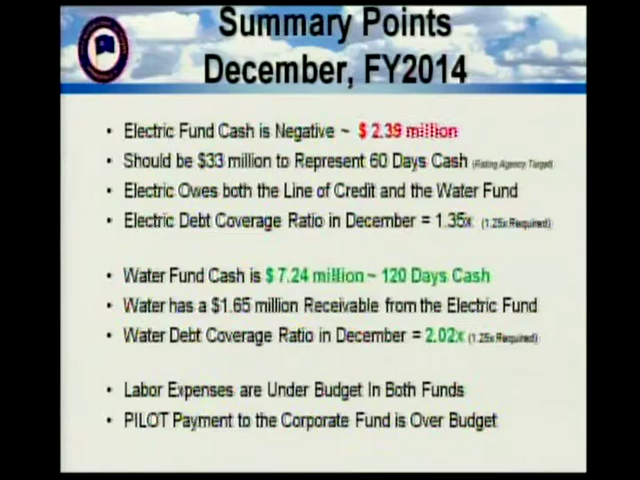 Summary Points
December, FY2014
• Electric Fund Cash is Negative ~ $ 2.39 million
• Should be $33 million to Represent 60 Days Cash (Rating Agency Target)
• Electric Owes both the Line of Credit and the Water Fund
• Electric Debt Coverage Ratio in December = 1.35x (1.25x Required)
• Water Fund Cash is $ 7.24 million ~ 120 Days Cash
• Water has a $1.65 million Receivable from the Electric Fund
• Water Debt Coverage Ratio in December = 2.02x (1.25x Required)
• Labor Expenses are Under Budget In Both Funds
• PILOT Payment to the Corporate Fund is Over Budget